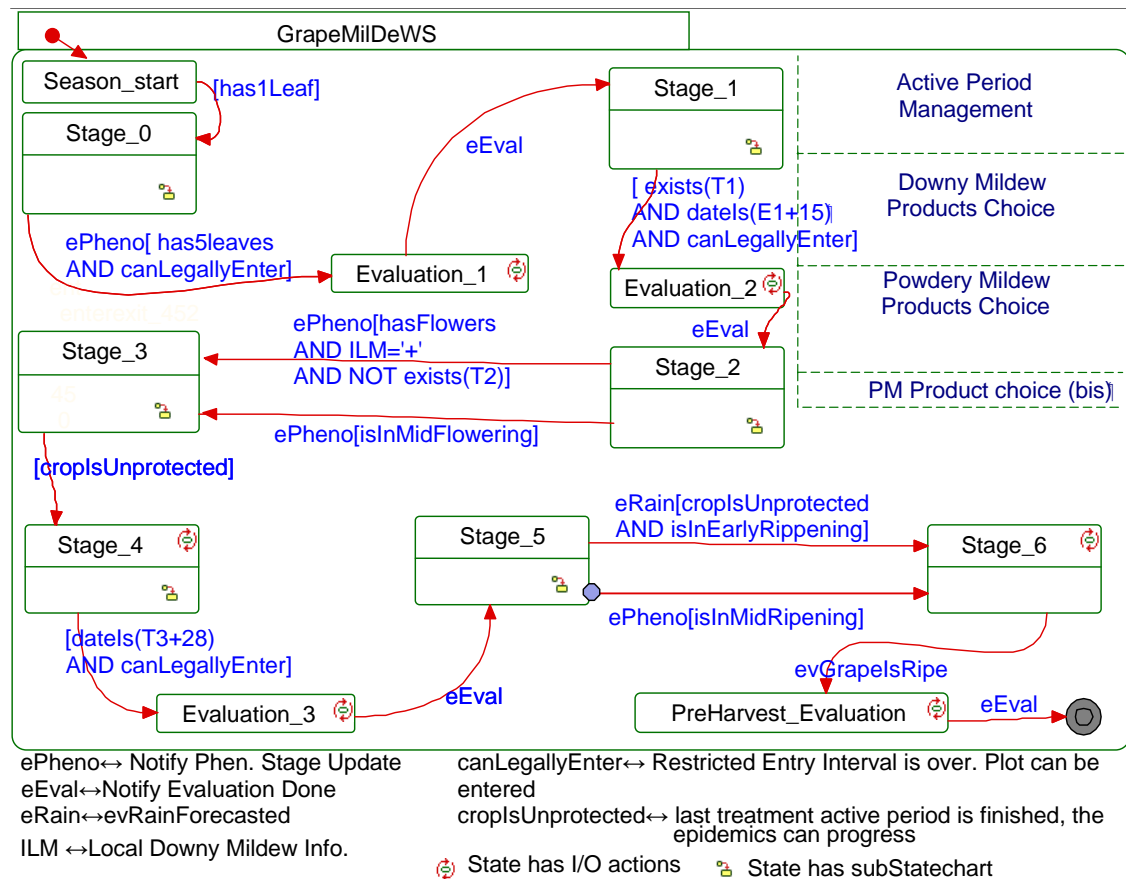 GrapeMilDeWS
Season_start
[has1Leaf]
Stage_0
ePheno[ has5leaves
AND canLegallyEnter]
Evaluation_1
eEval
Stage_1
[ exists(T1)
AND dateIs(E1+15)
AND canLegallyEnter]
Evaluation_2
eEval
Active Period
Management
Downy Mildew
Products Choice
Powdery Mildew
Products Choice
PM Product choice (bis)
enterexit_452
Stage_3
45
ePheno[hasFlowers
AND ILM='+'
AND NOT exists(T2)]
Stage_2
ePheno[isInMidFlowering]
[cropIsUnprotected]
Stage_4
Stage_5
eRain[cropIsUnprotected
AND isInEarlyRippening]
Stage_6
ePheno[isInMidRipening]
[dateIs(T3+28)
AND canLegallyEnter]
Evaluation_3
eEval
evGrapeIsRipe
PreHarvest_Evaluation
eEval
ePheno↔ Notify Phen. Stage Update
eEval↔Notify Evaluation Done
eRain↔evRainForecasted
ILM ↔Local Downy Mildew Info.
canLegallyEnter↔ Restricted Entry Interval is over. Plot can be
entered
cropIsUnprotected↔ last treatment active period is finished, the
epidemics can progress
State has I/O actions
State has subStatechart